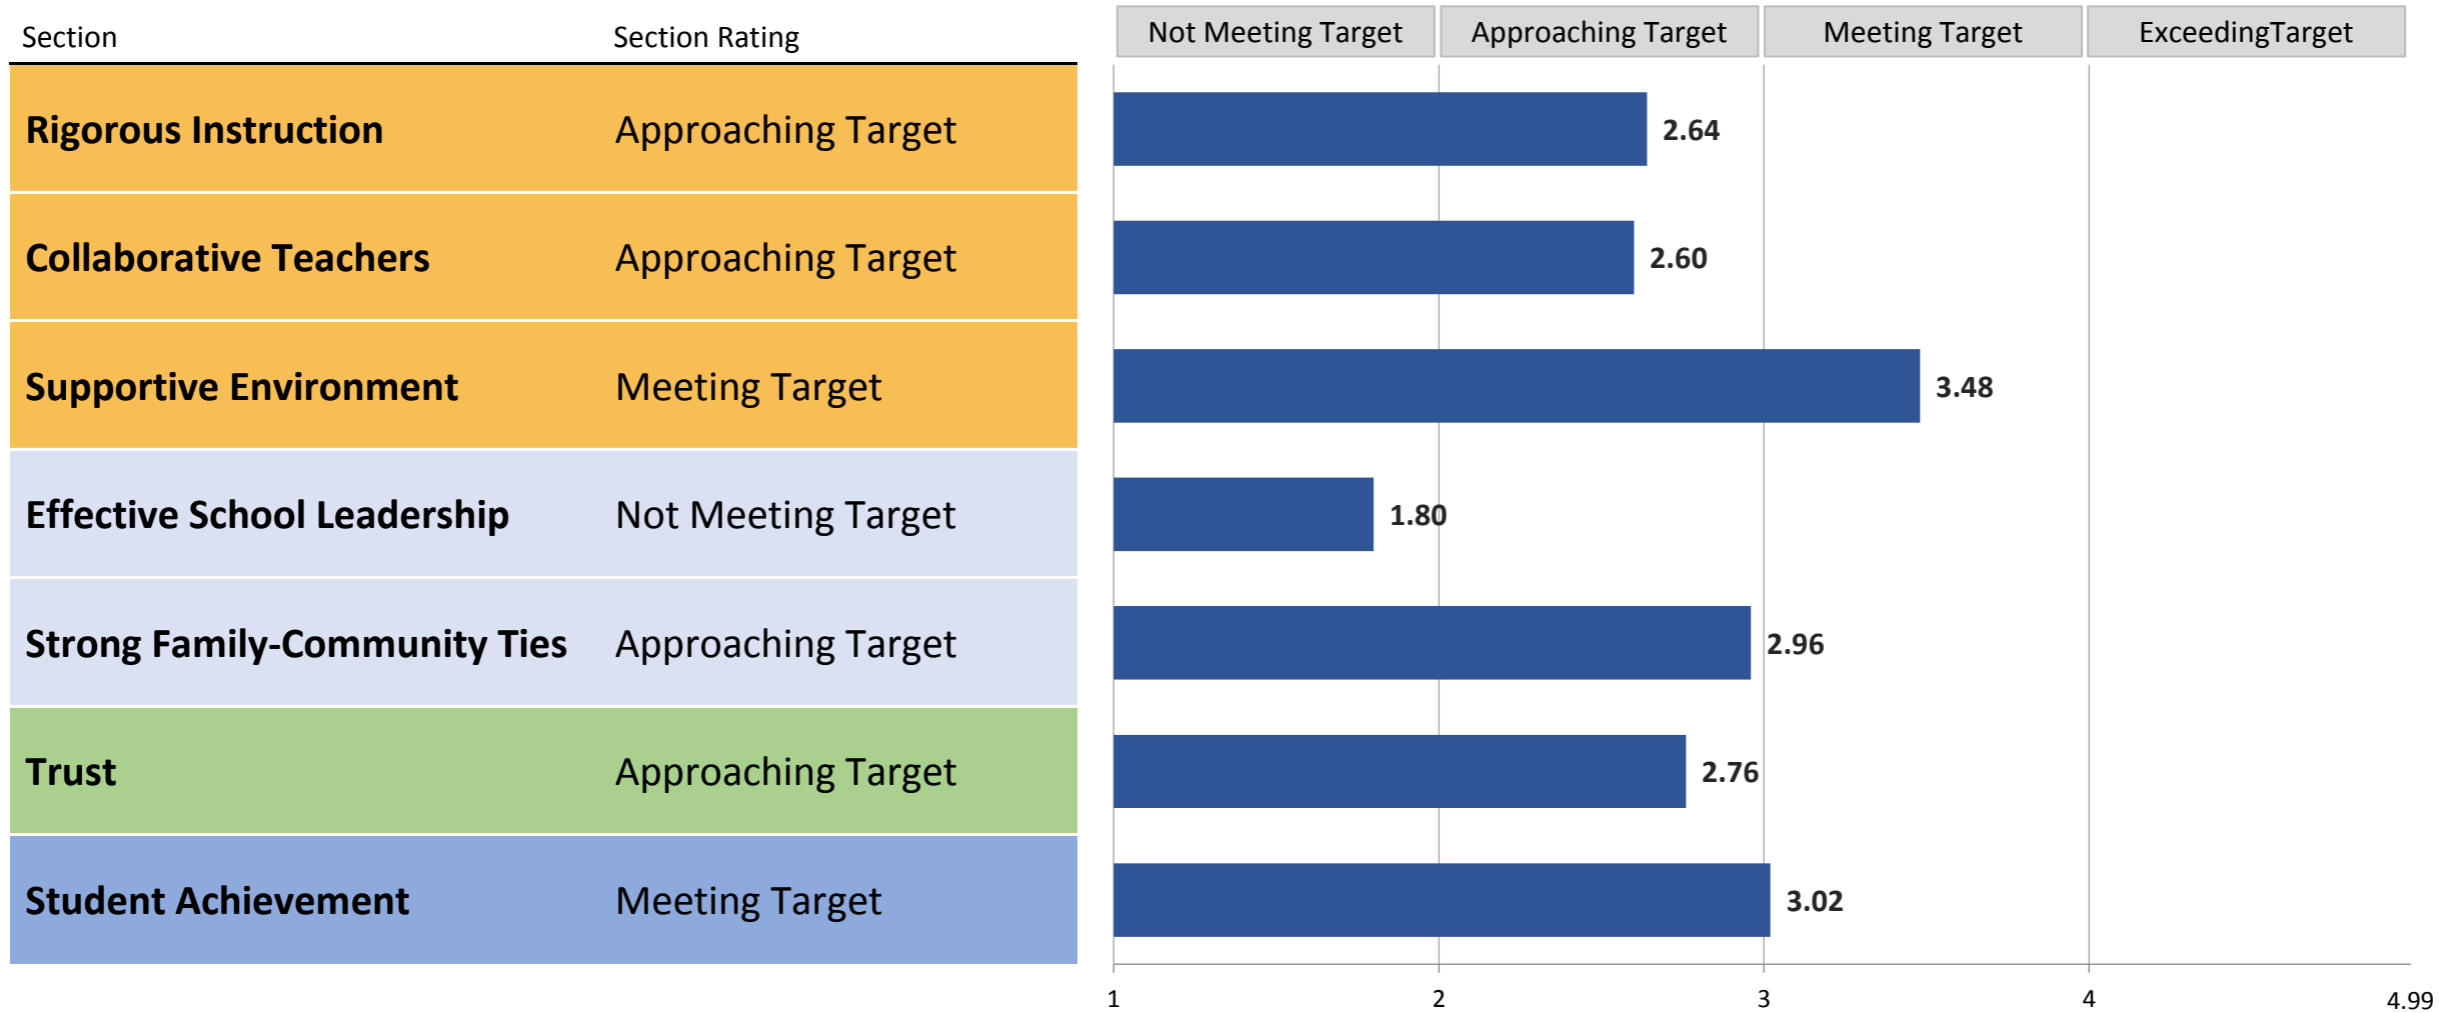 Section Section Rating Not Meeting Target Approaching Target Meeting Target ExceedingTarget
Rigorous Instruction Approaching Target 2.64
Collaborative Teachers Approaching Target 2.60
Supportive Environment Meeting Target 3.48
Effective School Leadership Not Meeting Target 1.80
Strong Family-Community Ties Approaching Target 2.96
Trust Approaching Target 2.76
Student Achievement Meeting Target 3.02
1 2 3 4 4.99